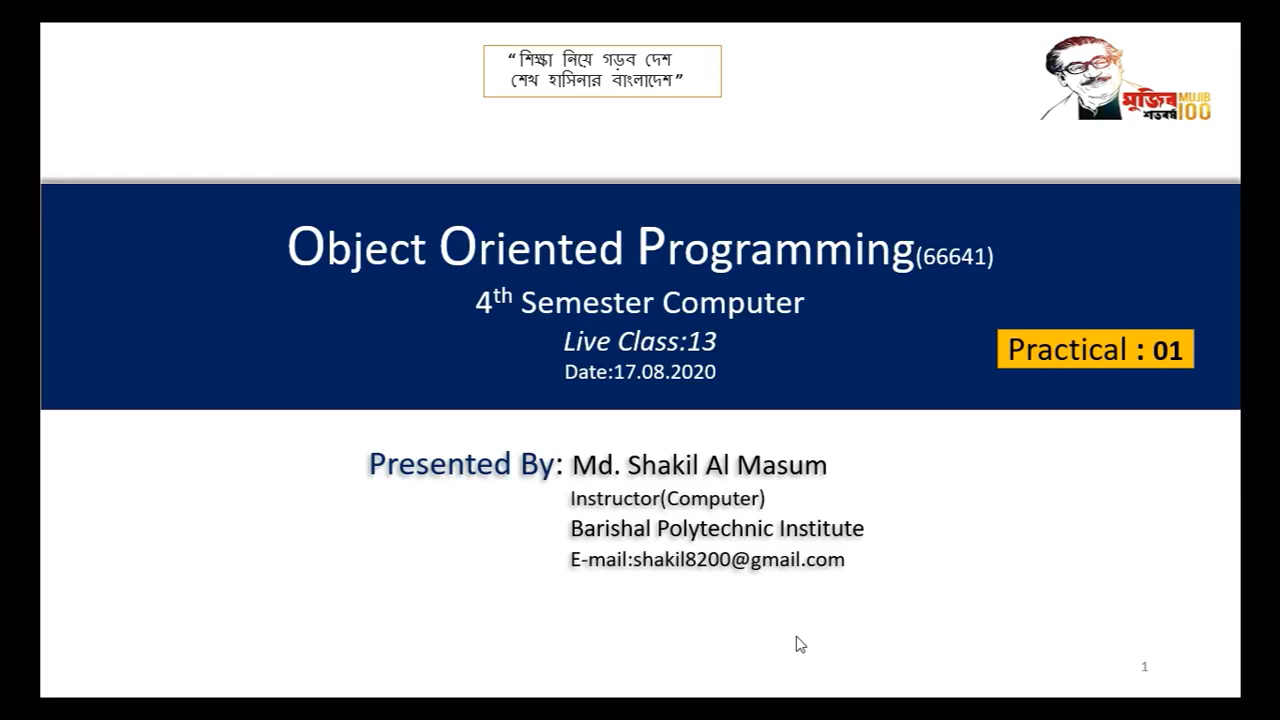 “শিক্ষা নিয়ে গড়ব দেশ
শেখ হাসিনার বাংলাদেশ”
মুজিব MUJIB
শতবর্ষ 100
Object Oriented Programming(66641)
4th Semester Computer
Live Class:13
Practical : 01
Date:17.08.2020
Presented By: Md. Shakil Al Masum
Instructor(Computer)
Barishal Polytechnic Institute
E-mail:shakil8200@gmail.com
1